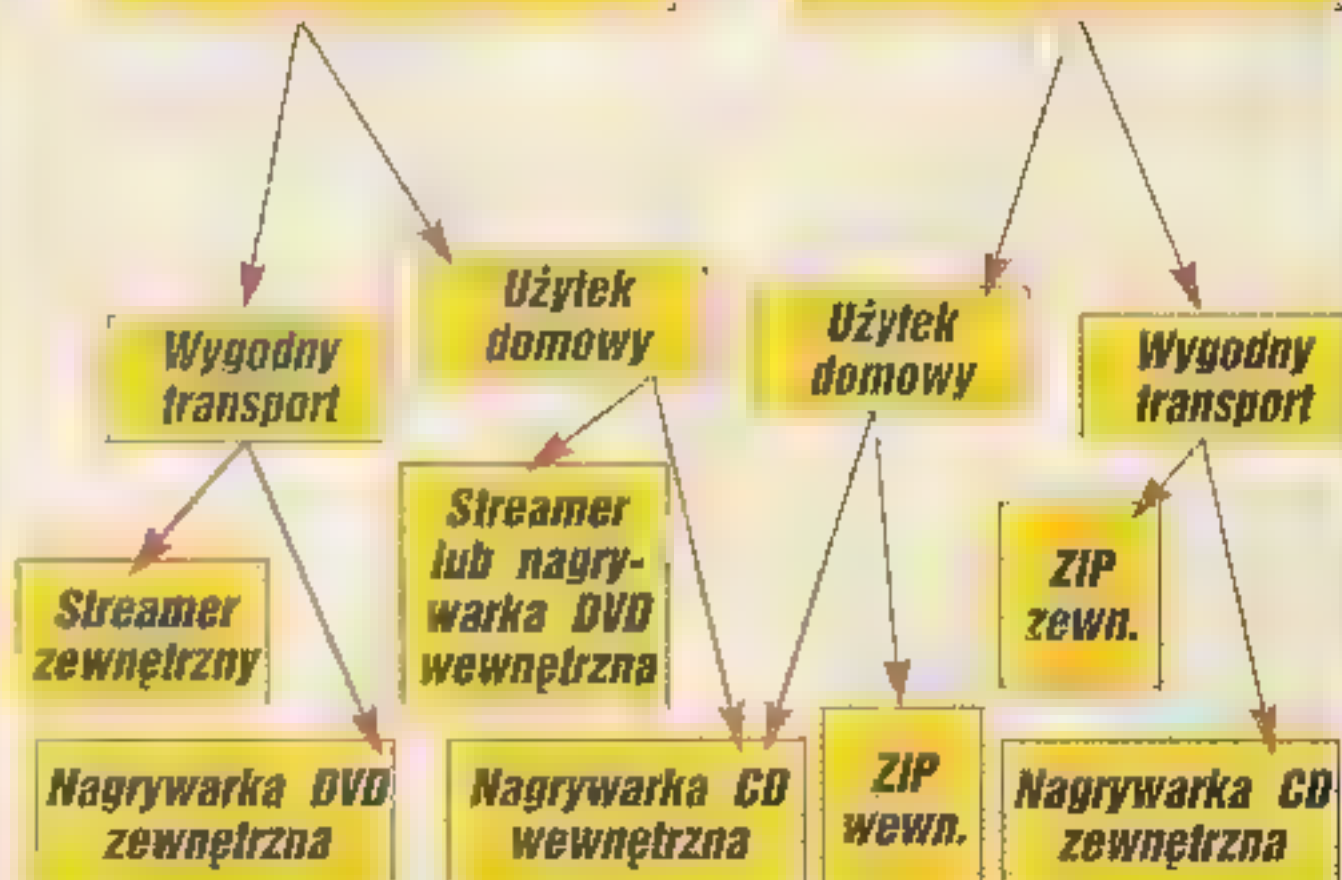 Użytek
domowy
Użytek
domowy
Wygodny
transport
Wygodny
transport
Streamer
lub nagry-
warka DVD
wewnętrzna
ZIP
zewn.
Streamer
zewnętrzny
Nagrywarka DVD
zewnętrzna
Nagrywarka CD
wewnętrzna
ZIP
wewn.
Nagrywarka CD
zewnętrzna